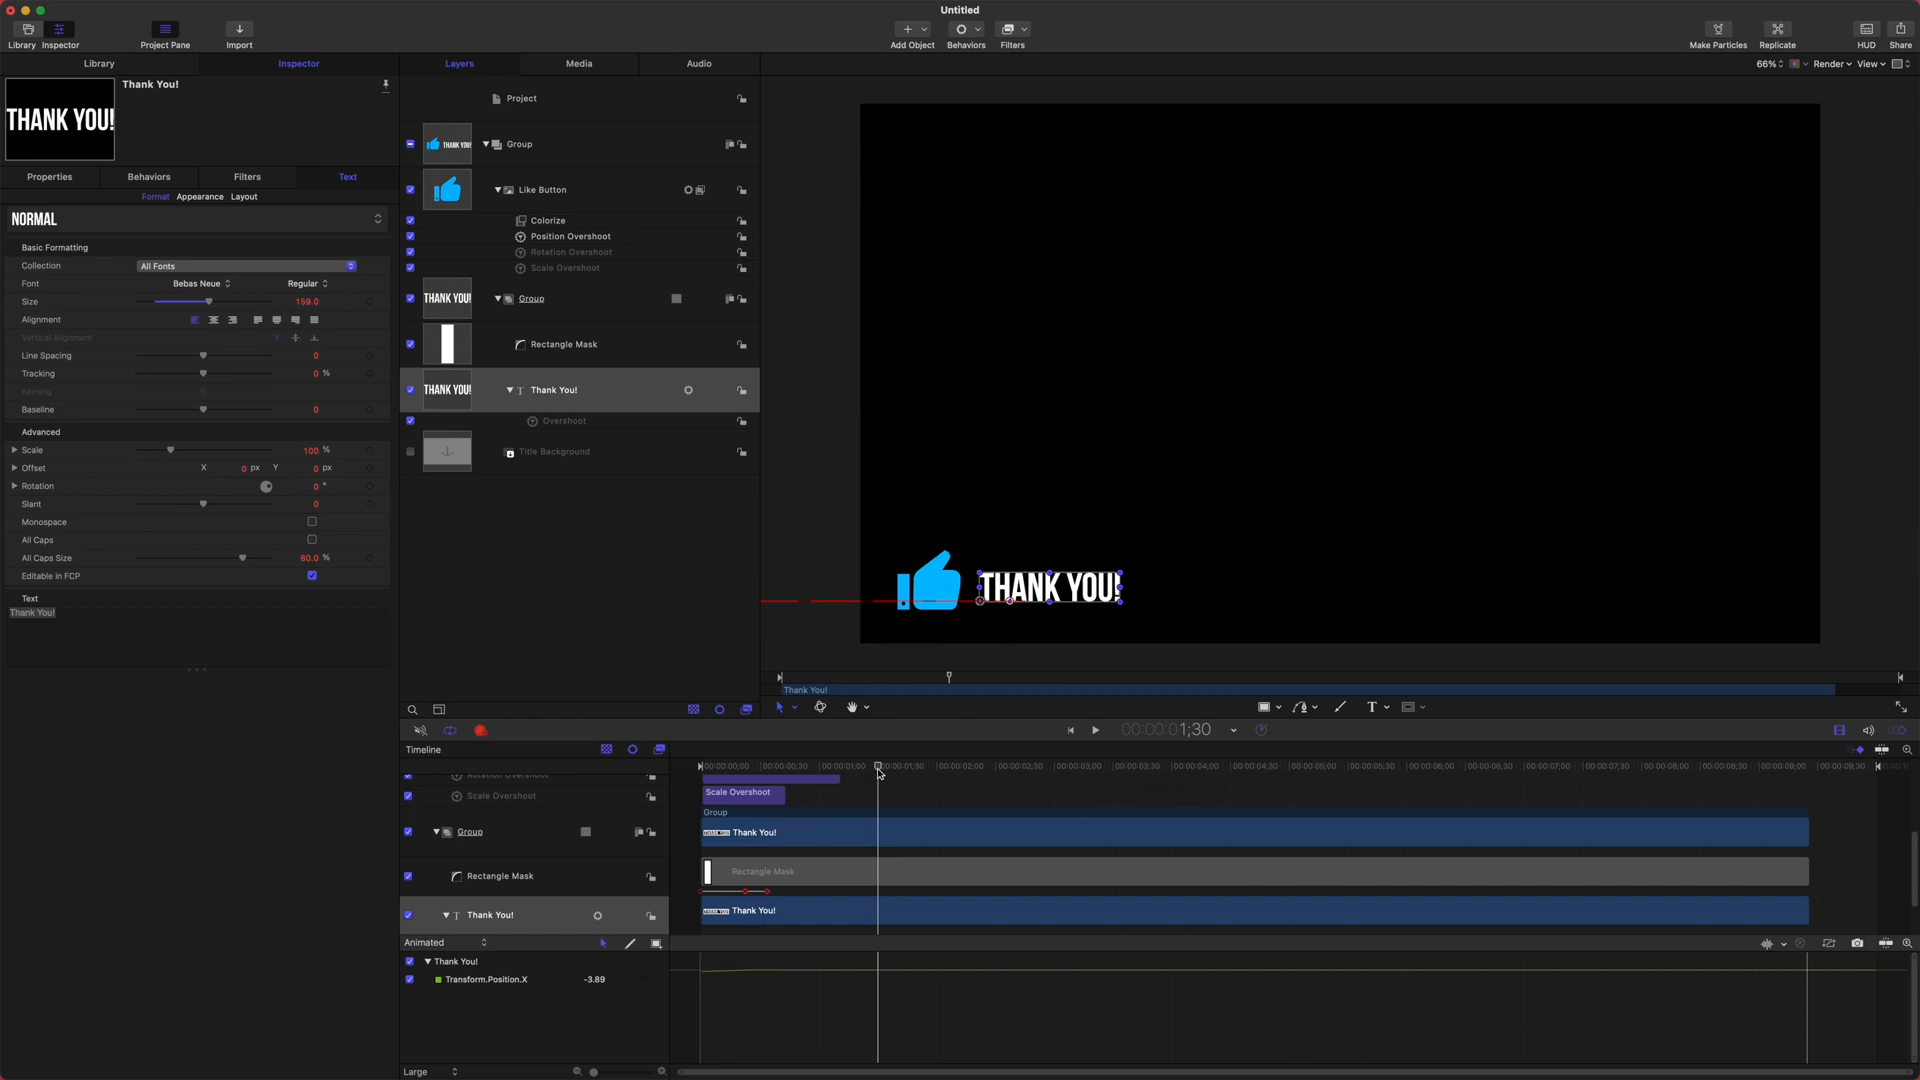 Untitled
Library
Inspector
Project Pane
Import
Add Object
Behaviors
Filters
Make Particles
Replicate
HUD
Share
Library
Inspector
Layers
Media
Audio
66%
Render
View
THANK YOU!
Thank You!
Properties
Behaviors
Filters
Text
Format
Appearance
Layout
NORMAL
Basic Formatting
Collection
All Fonts
Font
Bebas Neue
Regular
Size
159.0
Alignment
Vertical Alignment
Line Spacing
0
Tracking
0 %
Kerning
Baseline
0
Advanced
Scale
100 %
Offset
X
0 px
Y
0 px
Rotation
0 °
Slant
0
Monospace
All Caps
All Caps Size
80.0 %
Editable in FCP
Text
Thank You!
Project
THANK YOU!
Group
Like Button
Colorize
Position Overshoot
Rotation Overshoot
Scale Overshoot
THANK YOU!
Group
Rectangle Mask
THANK YOU!
T
Thank You!
Overshoot
Title Background
THANK YOU!
Thank You!
T
00:00:00:01;30
Timeline
00:00:00;00
00:00:00;30
00:00:01;00
00:00:01;30
00:00:02;00
00:00:02;30
00:00:03;00
00:00:03;30
00:00:04;00
00:00:04;30
00:00:05;00
00:00:05;30
00:00:06;00
00:00:06;30
00:00:07;00
00:00:07;30
00:00:08;00
00:00:08;30
00:00:09;00
00:00:09;30
Rotation Overshoot
Scale Overshoot
Scale Overshoot
Group
Group
THANK YOU!
Thank You!
Rectangle Mask
Rectangle Mask
T
Thank You!
THANK YOU!
Thank You!
Animated
Thank You!
Transform.Position.X
-3.89
Large